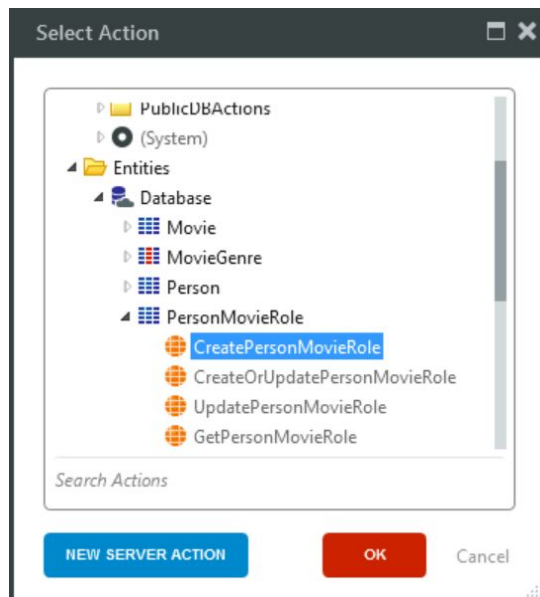 Select Action
PublicDBActions
(System)
Entities
Database
Movie
MovieGenre
Person
PersonMovieRole
CreatePersonMovieRole
CreateOrUpdatePersonMovieRole
UpdatePersonMovieRole
GetPersonMovieRole
Search Actions
NEW SERVER ACTION OK Cancel